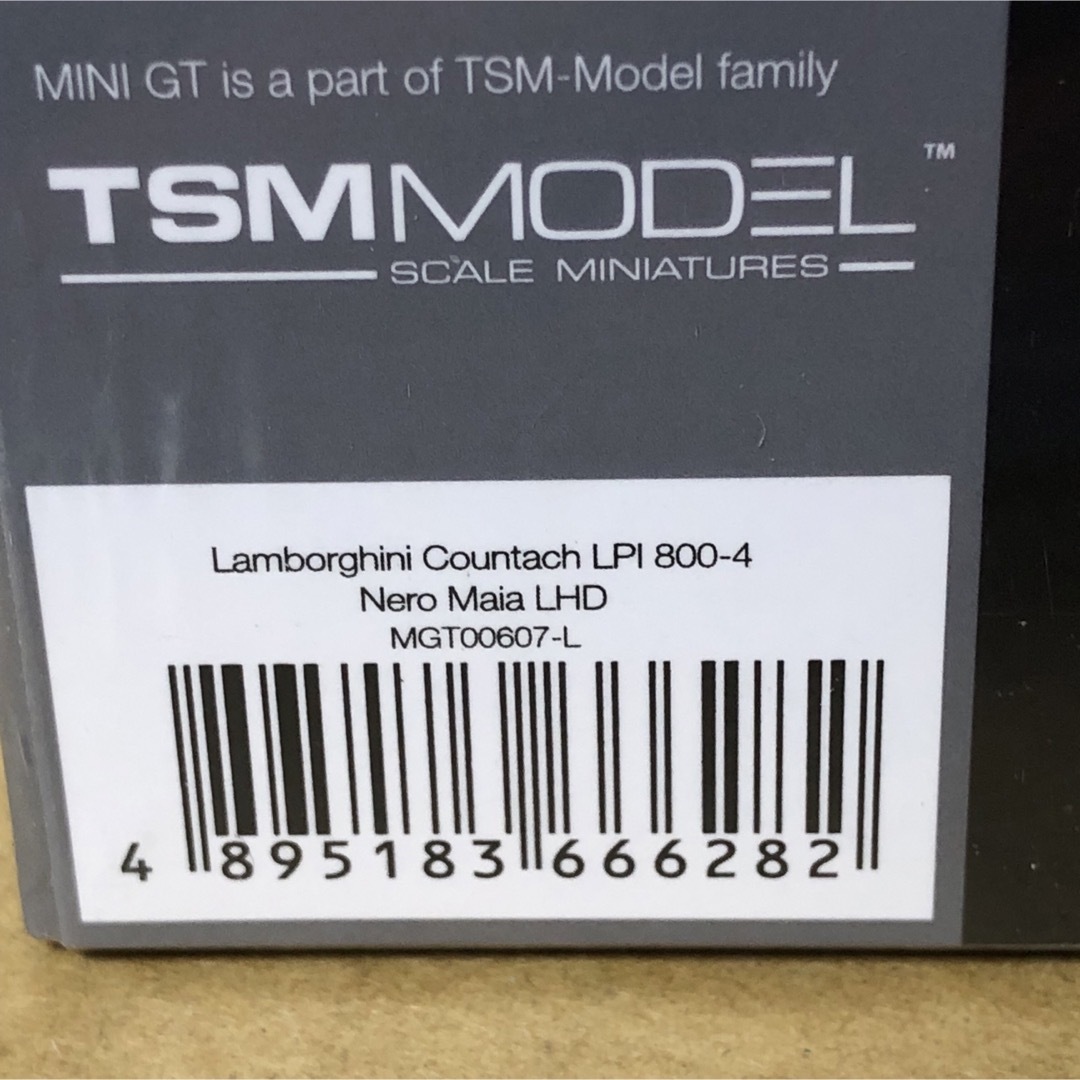 MINI GT is a part of TSM-Model family
TSMMODEL™
SCALE MINIATURES
Lamborghini Countach LPI 800-4
Nero Maia LHD
MGT00607-L
4 895183 666282